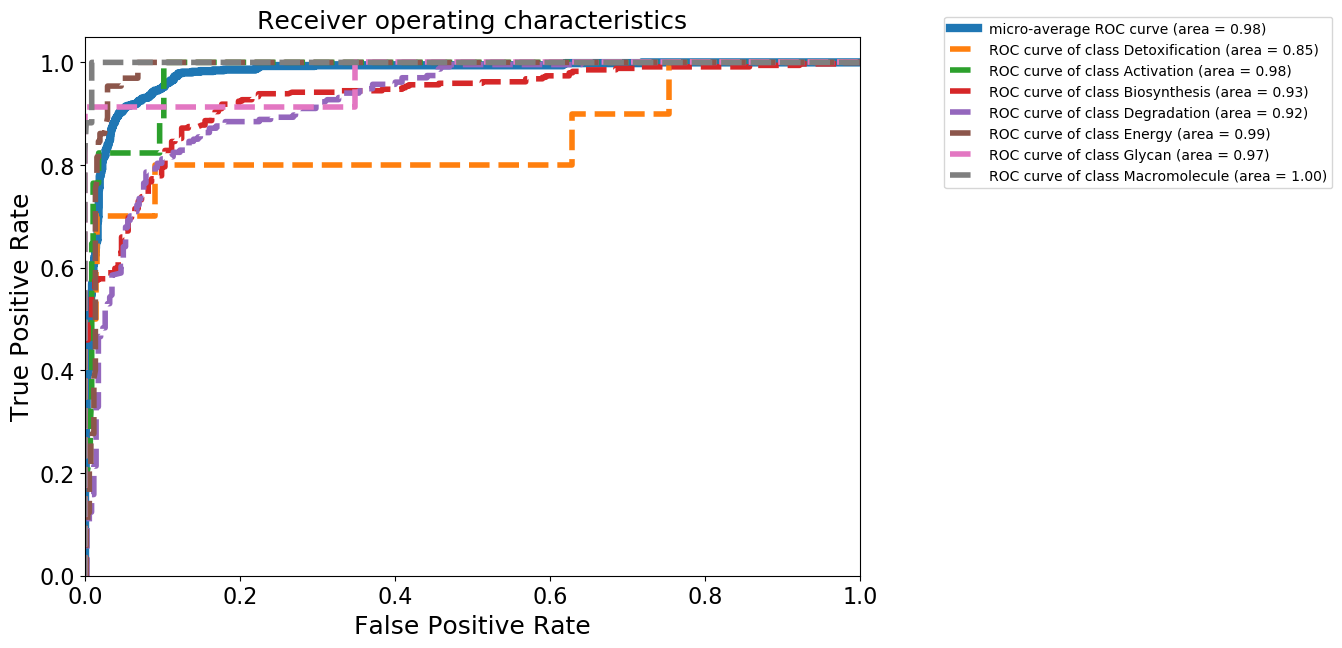 Receiver operating characteristics
micro-average ROC curve (area = 0.98)
ROC curve of class Detoxification (area = 0.85)
ROC curve of class Activation (area = 0.98)
ROC curve of class Biosynthesis (area = 0.93)
ROC curve of class Degradation (area = 0.92)
ROC curve of class Energy (area = 0.99)
ROC curve of class Glycan (area = 0.97)
ROC curve of class Macromolecule (area = 1.00)
True Positive Rate
1.0
0.8
0.6
0.4
0.2
0.0
0.0 0.2 0.4 0.6 0.8 1.0
False Positive Rate